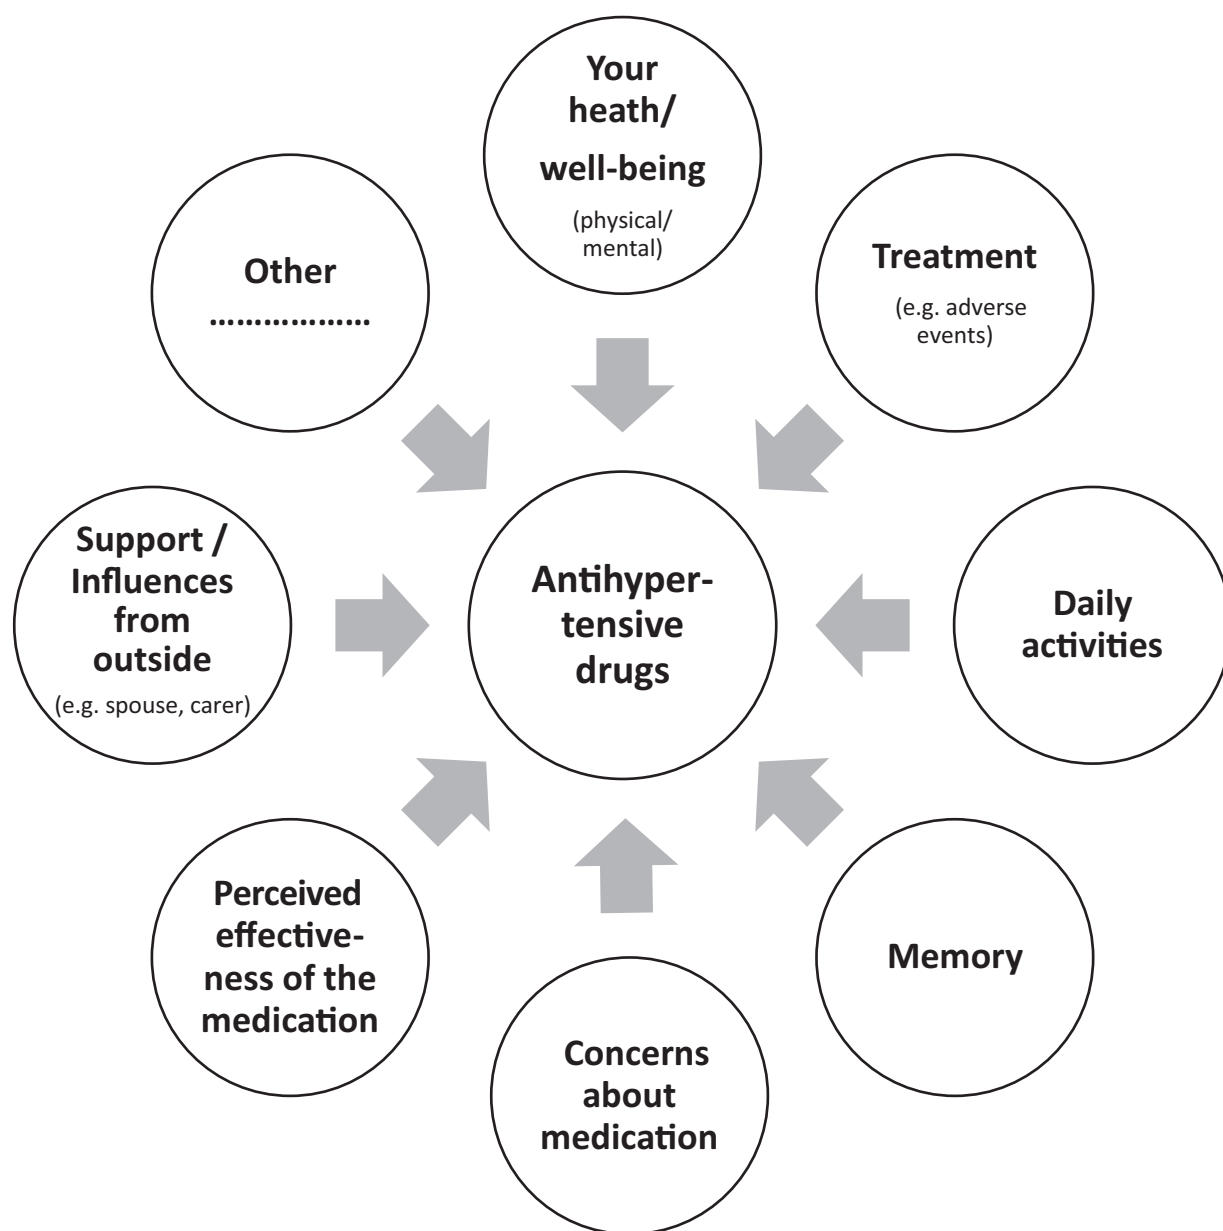 Your
heath/
well-being
(physical/
mental)
Other
...................
Treatment
(e.g. adverse
events)
Support /
Influences
from
outside
(e.g. spouse, carer)
Antihyper-
tensive
drugs
Daily
activities
Perceived
effective-
ness of the
medication
Memory
Concerns
about
medication